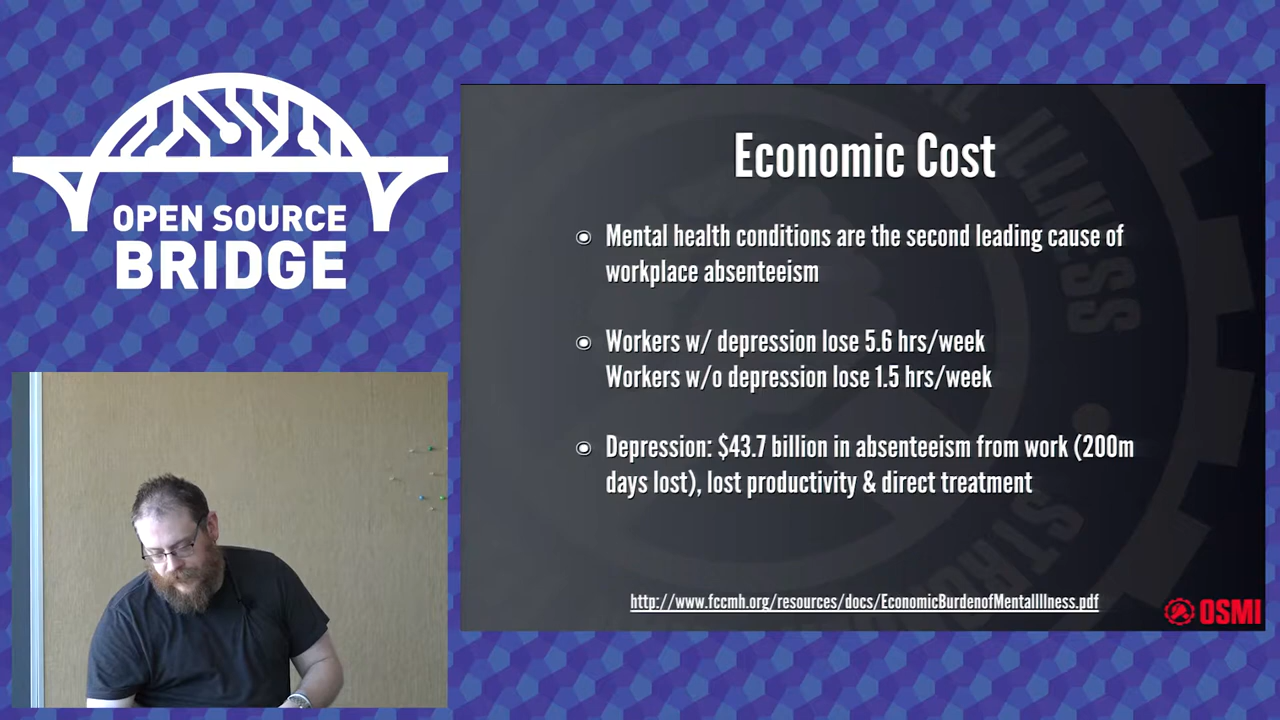 OPEN SOURCE
BRIDGE
Economic Cost
Mental health conditions are the second leading cause of
workplace absenteeism
Workers w/ depression lose 5.6 hrs/week
Workers w/o depression lose 1.5 hrs/week
Depression: $43.7 billion in absenteeism from work (200m
days lost), lost productivity & direct treatment
http://www.fccmh.org/resources/docs/EconomicBurdenofMentalIllness.pdf
OSMI
ILLNESS